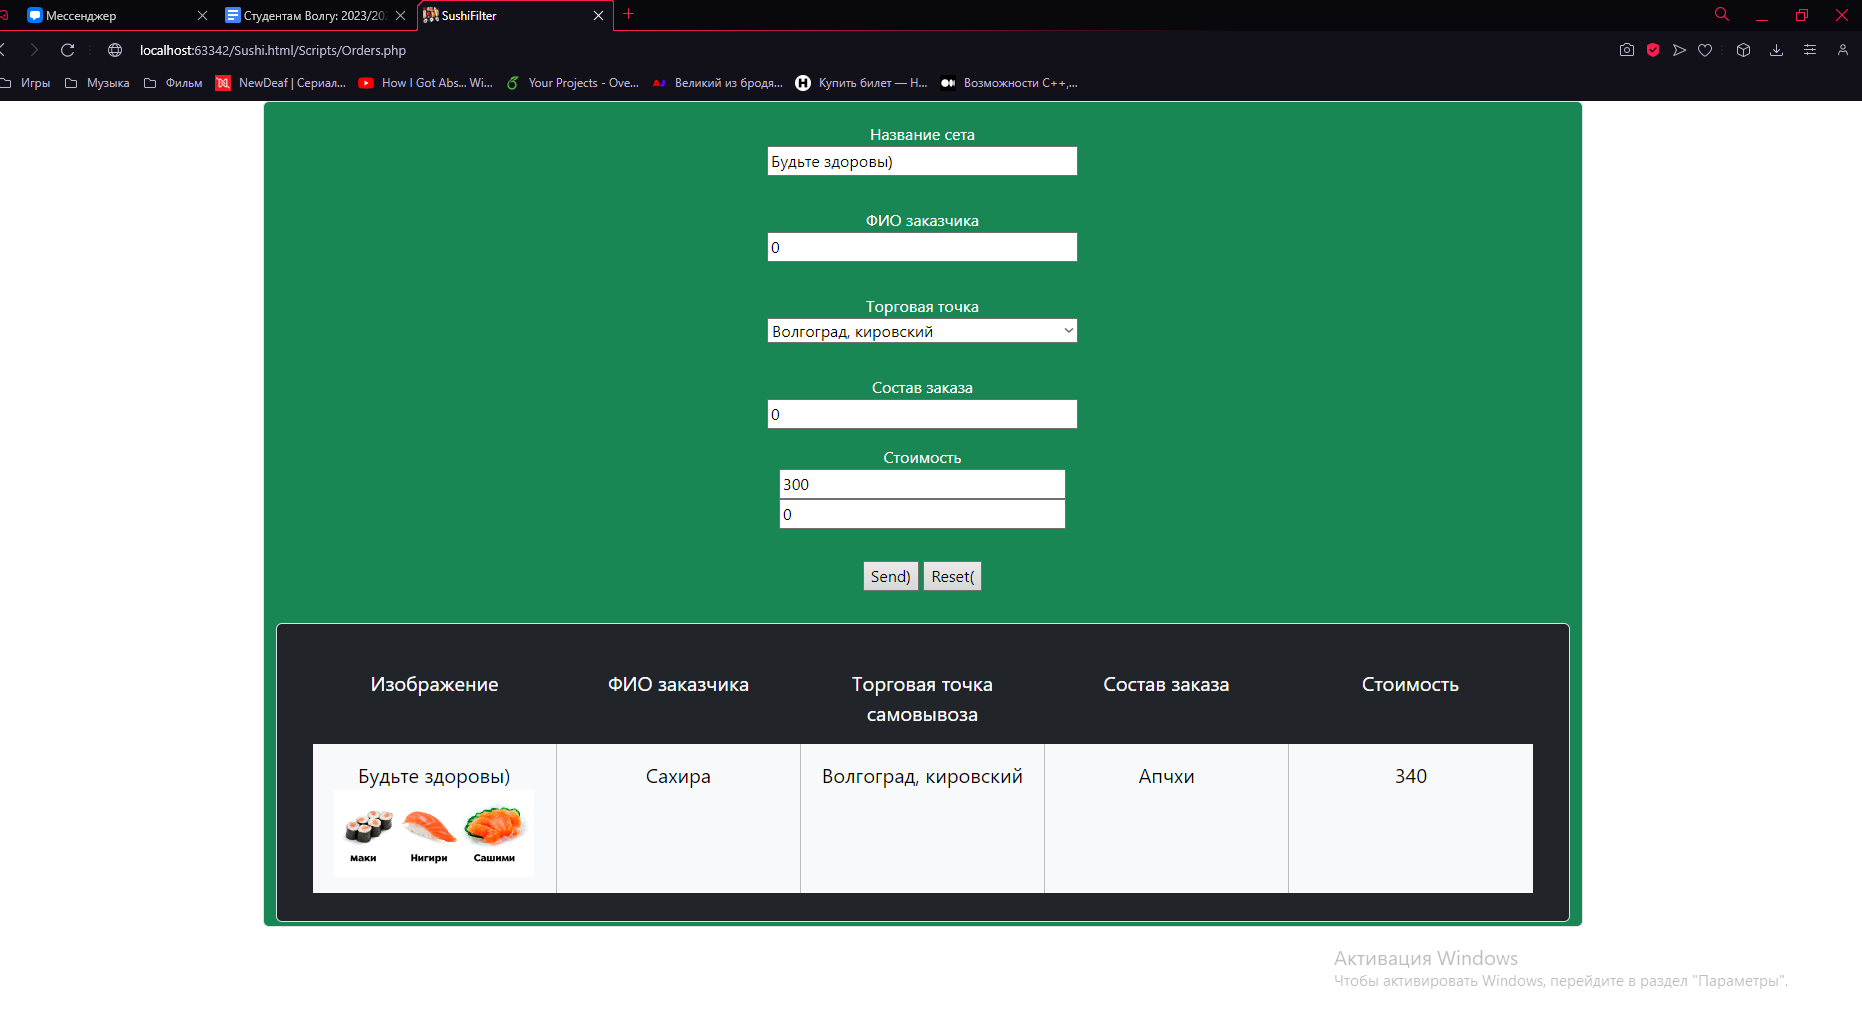 Мессенджер
Студентам Волгу: 2023/20
SushiFilter
localhost:63342/Sushi.html/Scripts/Orders.php
Игры
Музыка
Фильм
NewDeaf | Сериал...
How I Got Abs... Wi...
Your Projects - Ove...
Великий из бродя...
Купить билет — Н...
Возможности C++,...
Название сета
Будьте здоровы)
ФИО заказчика
0
Торговая точка
Волгоград, кировский
Состав заказа
0
Стоимость
300
0
Send) Reset(
Изображение
ФИО заказчика
Торговая точка
самовывоза
Состав заказа
Стоимость
Будьте здоровы)
маки
Нигири
Сашими
Сахира
Волгоград, кировский
Апчхи
340
Активация Windows
Чтобы активировать Windows, перейдите в раздел "Параметры".